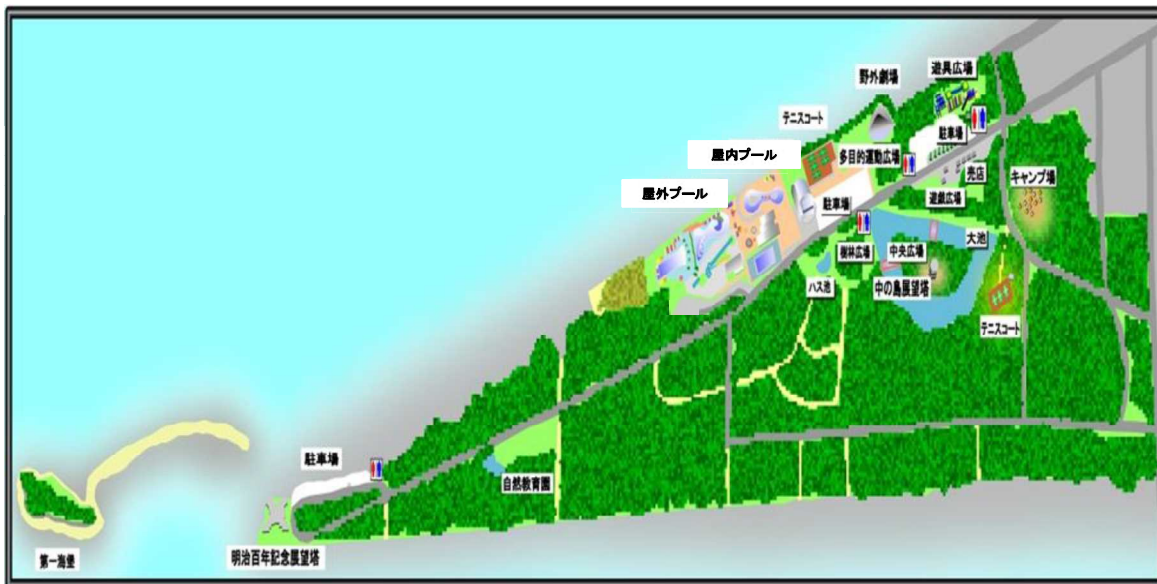 野外劇場
遊具広場
テニスコート
駐車場
屋内プール
多目的運動広場
売店
キャンプ場
屋外プール
駐車場
遊戯広場
樹林広場
中央広場
大池
ハス池
中の島展望塔
テニスコート
駐車場
自然教育園
第一海堡
明治百年記念展望塔